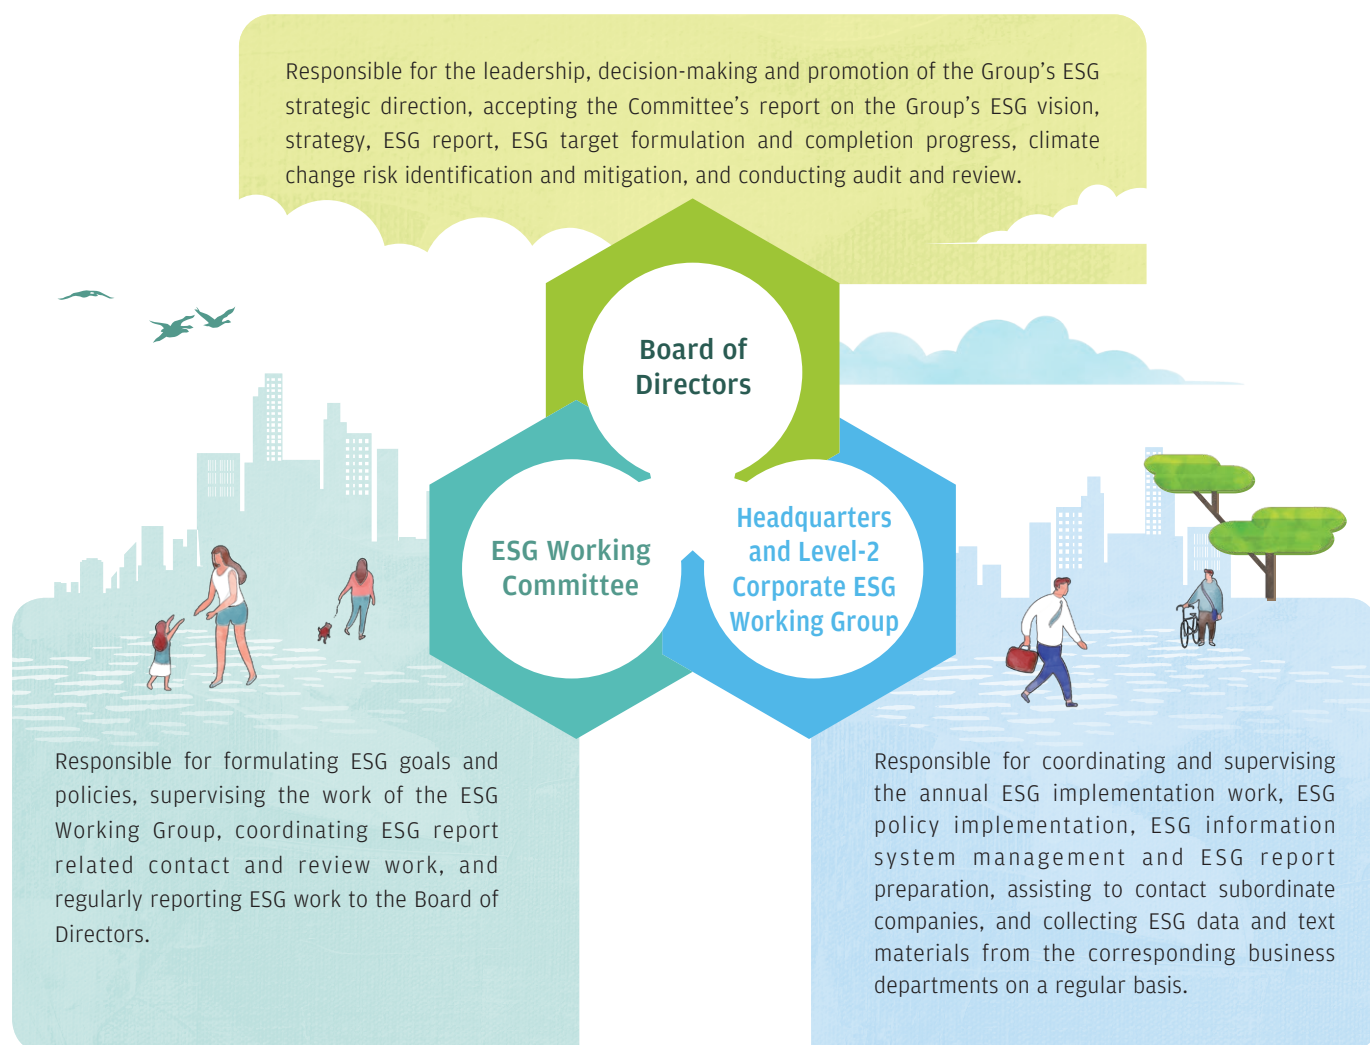 Responsible for the leadership, decision-making and promotion of the Group's ESG
strategic direction, accepting the Committee's report on the Group's ESG vision,
strategy, ESG report, ESG target formulation and completion progress, climate
change risk identification and mitigation, and conducting audit and review.
Board of
Directors
ESG Working
Committee
Headquarters
and Level-2
Corporate ESG
Working Group
Responsible for formulating ESG goals and
policies, supervising the work of the ESG
Working Group, coordinating ESG report
related contact and review work, and
regularly reporting ESG work to the Board of
Directors.
Responsible for coordinating and supervising
the annual ESG implementation work, ESG
policy implementation, ESG information
system management and ESG report
preparation, assisting to contact subordinate
companies, and collecting ESG data and text
materials from the corresponding business
departments on a regular basis.